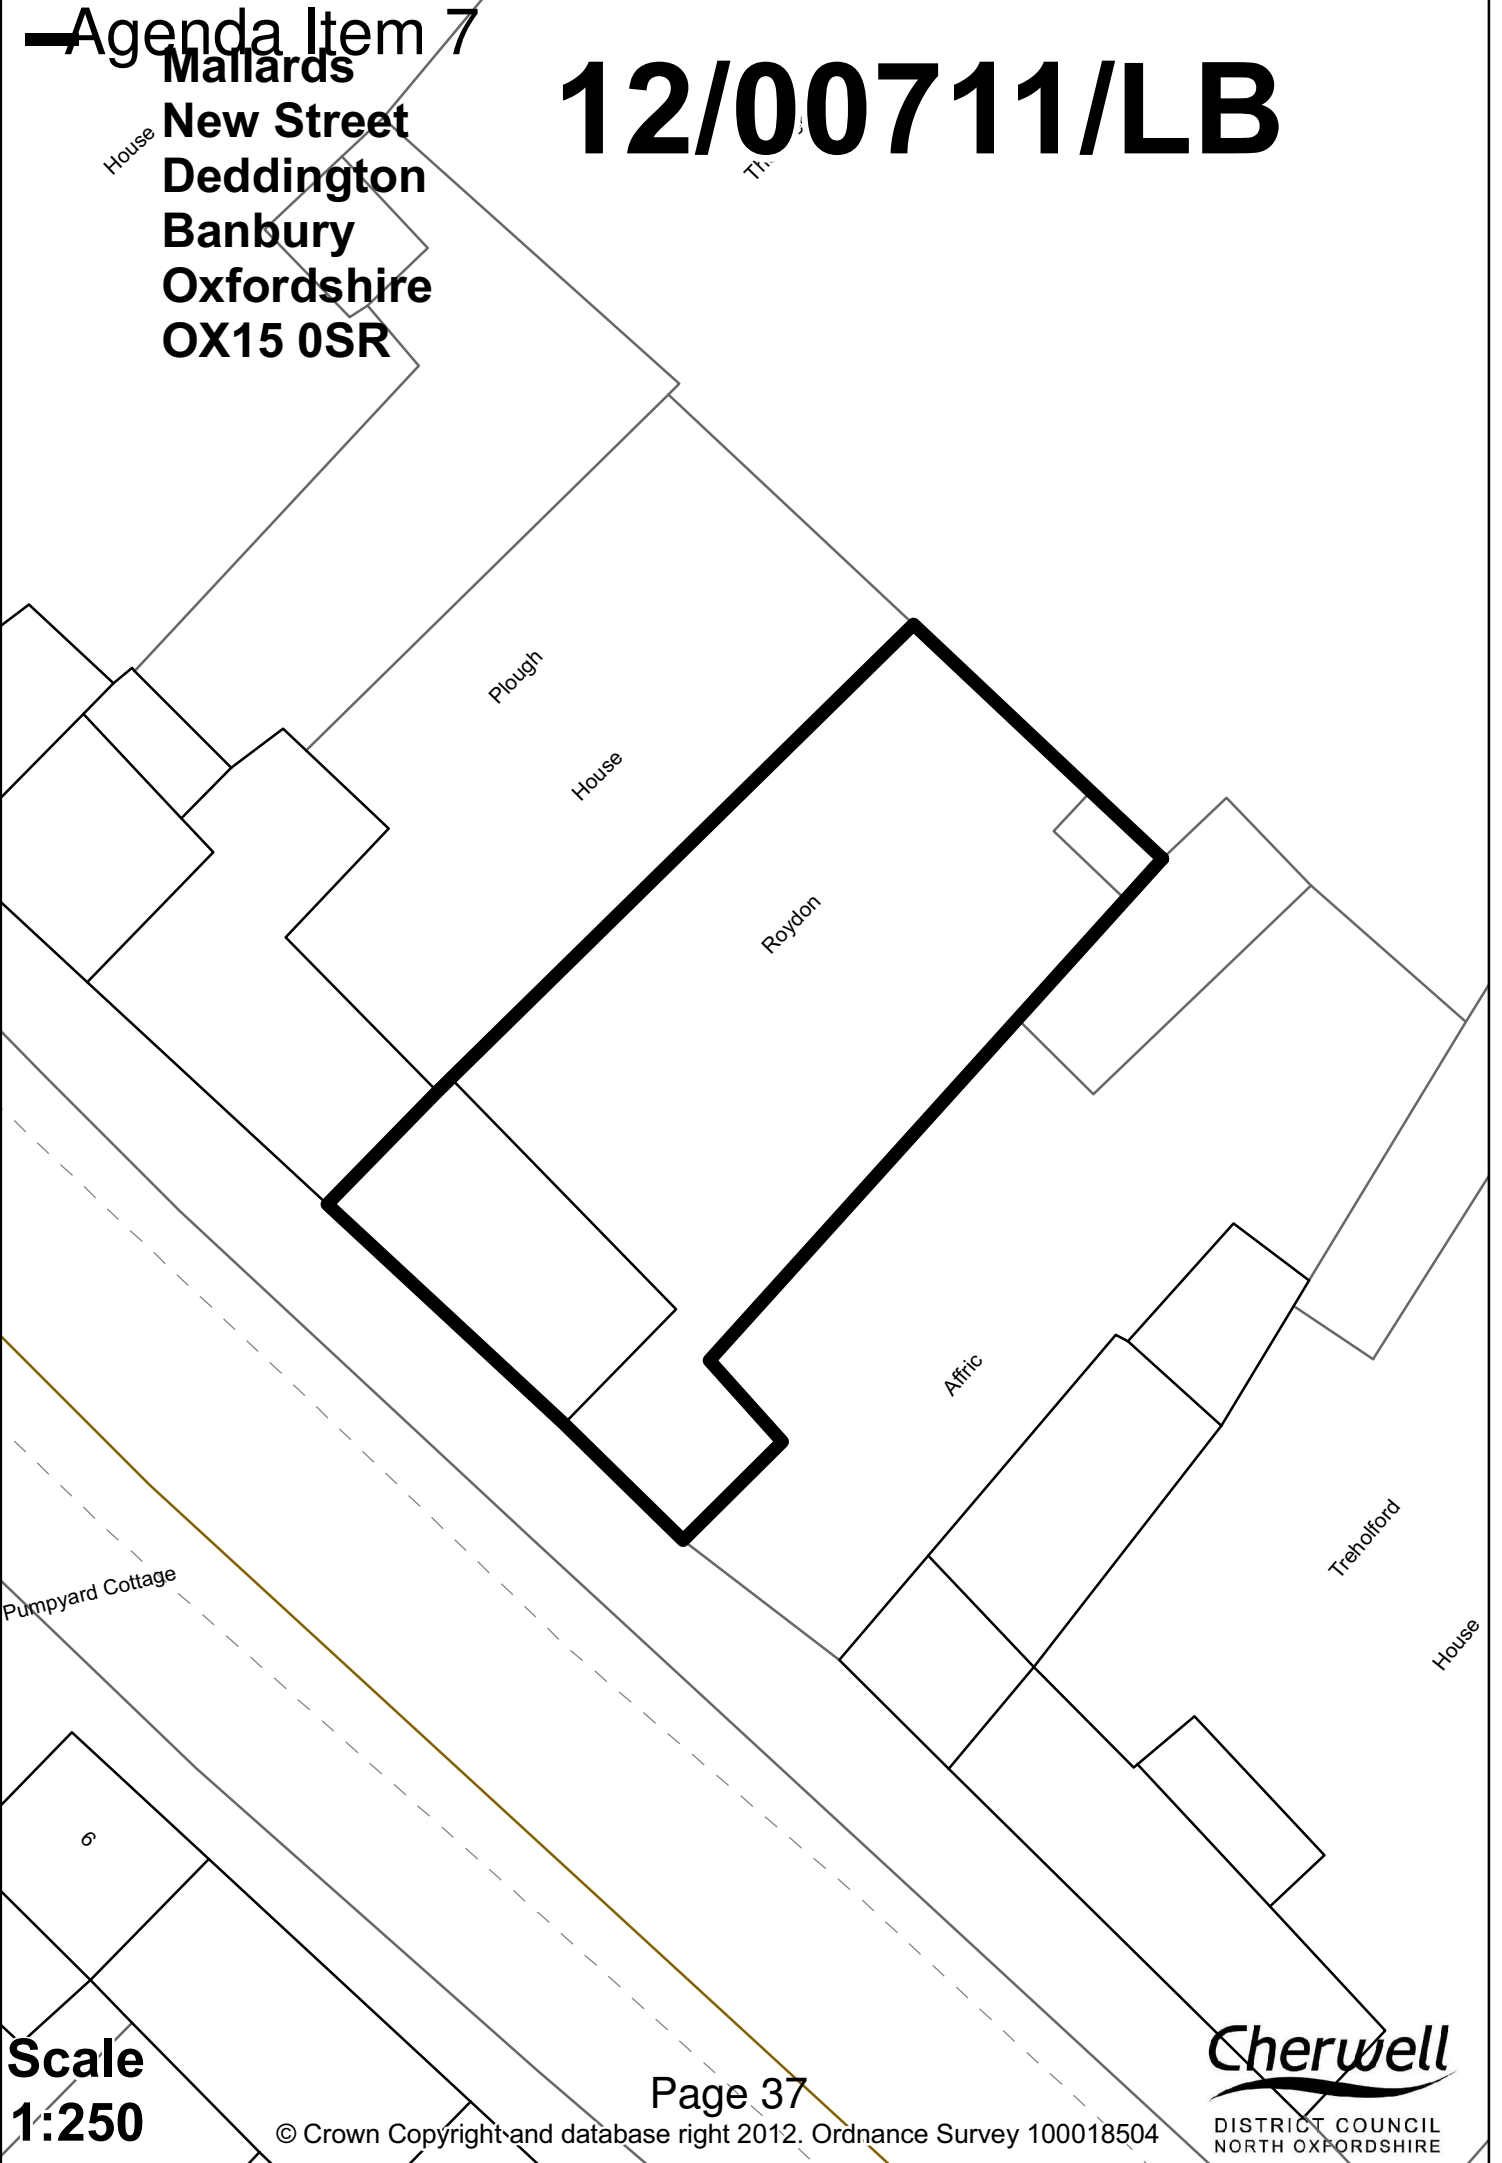 Agenda Item 7
12/00711/LB
Mallards
New Street
Deddington
Banbury
Oxfordshire
OX15 0SR
House
Plough
House
Roydon
Affric
Treholford
House
Pumpyard Cottage
6
Scale
1:250
Page 37
© Crown Copyright and database right 2012. Ordnance Survey 100018504
Cherwell
DISTRICT COUNCIL
NORTH OXFORDSHIRE